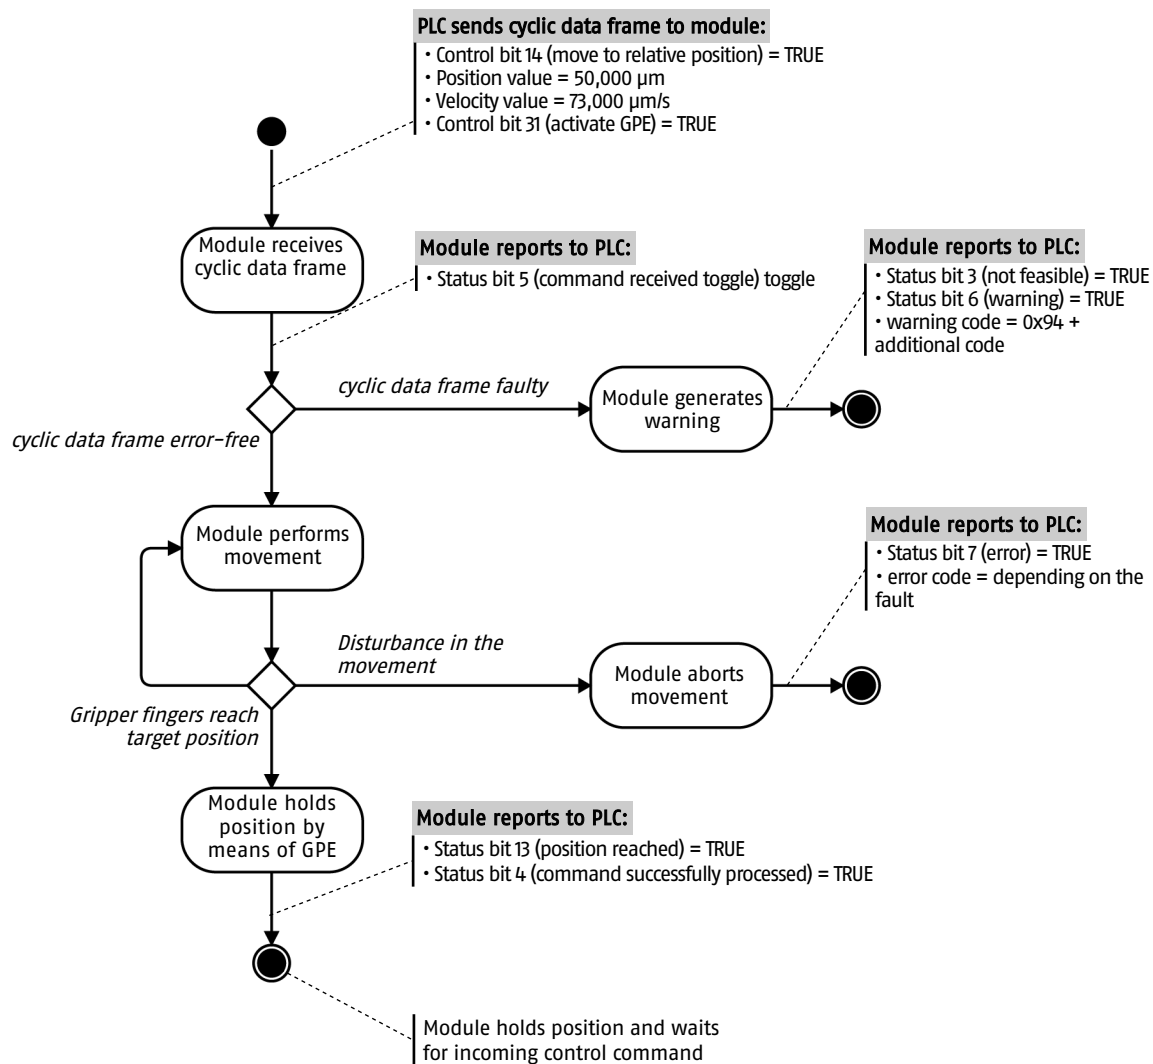 PLC sends cyclic data frame to module:
• Control bit 14 (move to relative position) = TRUE
• Position value = 50,000 µm
• Velocity value = 73,000 µm/s
• Control bit 31 (activate GPE) = TRUE
Module receives
cyclic data frame
Module reports to PLC:
• Status bit 5 (command received toggle) toggle
Module reports to PLC:
• Status bit 3 (not feasible) = TRUE
• Status bit 6 (warning) = TRUE
• warning code = 0x94 +
additional code
cyclic data frame faulty
Module generates
warning
cyclic data frame error-free
Module performs
movement
Module reports to PLC:
• Status bit 7 (error) = TRUE
• error code = depending on the
fault
Disturbance in the
movement
Module aborts
movement
Gripper fingers reach
target position
Module holds
position by
means of GPE
Module reports to PLC:
• Status bit 13 (position reached) = TRUE
• Status bit 4 (command successfully processed) = TRUE
Module holds position and waits
for incoming control command